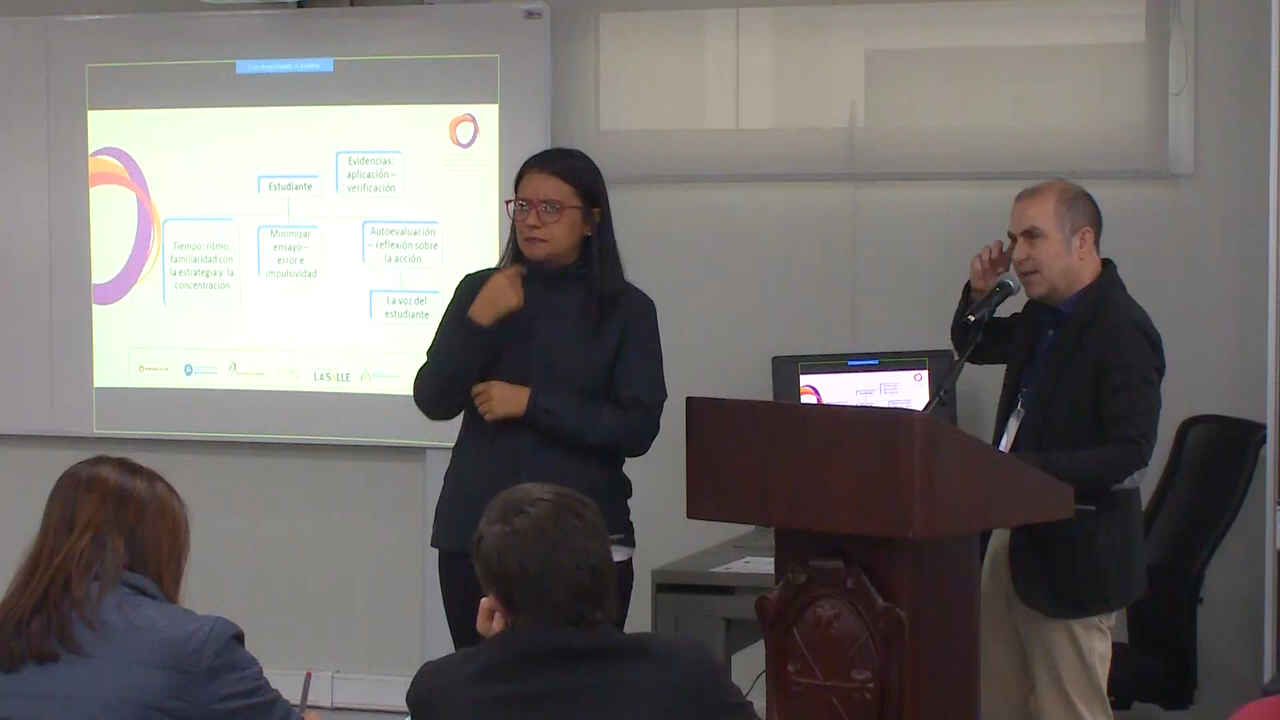 Evidencias:
aplicación –
verificación
Estudiante
Tiempo: ritmo,
familiaridad con
la estrategia y la
concentración
Minimizar
ensayo –
error e
impulsividad
Autoevaluación
– reflexión sobre
la acción
La voz del
estudiante
LA SALLE